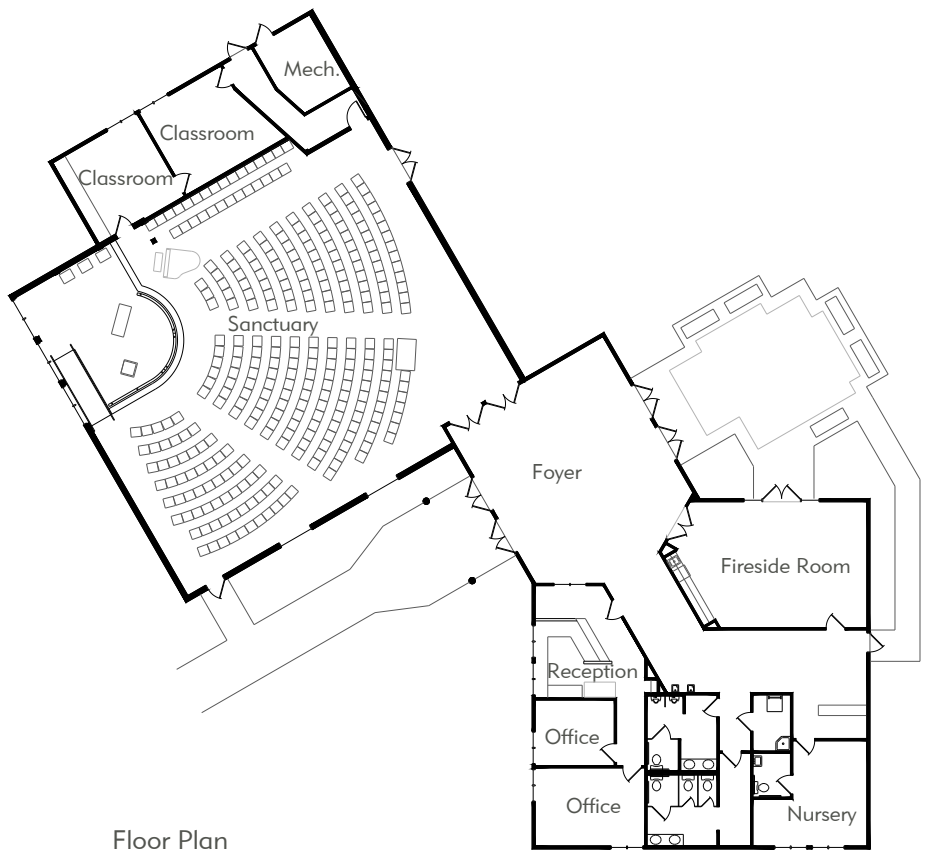 Mech.
Classroom
Classroom
Sanctuary
Foyer
Fireside Room
Reception
Office
Office
Nursery
Floor Plan